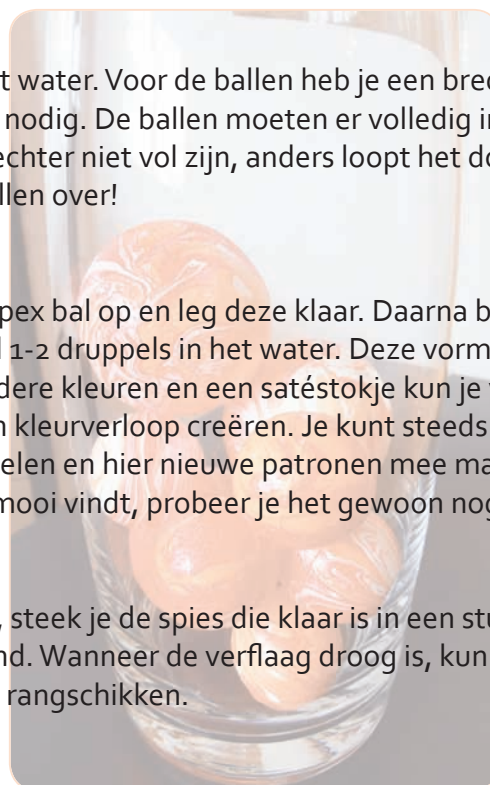 t water. Voor de ballen heb je een bre
nodig. De ballen moeten er volledig i
echter niet vol zijn, anders loopt het d
llen over!
pex bal op en leg deze klaar. Daarna b
1-2 druppels in het water. Deze vorm
dere kleuren en een satéstokje kun je
kleurverloop creëren. Je kunt steeds
elen en hier nieuwe patronen mee ma
mooi vindt, probeer je het gewoon nog
, steek je de spies die klaar is in een stu
nd. Wanneer de verflaag droog is, kun
rangschikken.